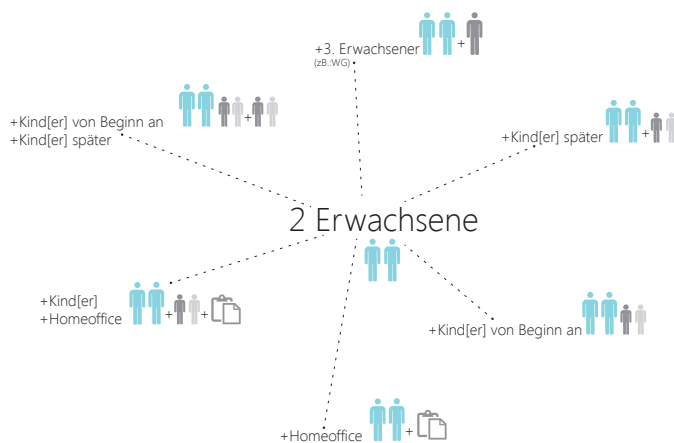 +3. Erwachsener
(zB.:WG)
+Kind[er] von Beginn an
+Kind[er] später
+Kind[er] später
2 Erwachsene
+Kind[er]
+Homeoffice
+Kind[er] von Beginn an
+Homeoffice